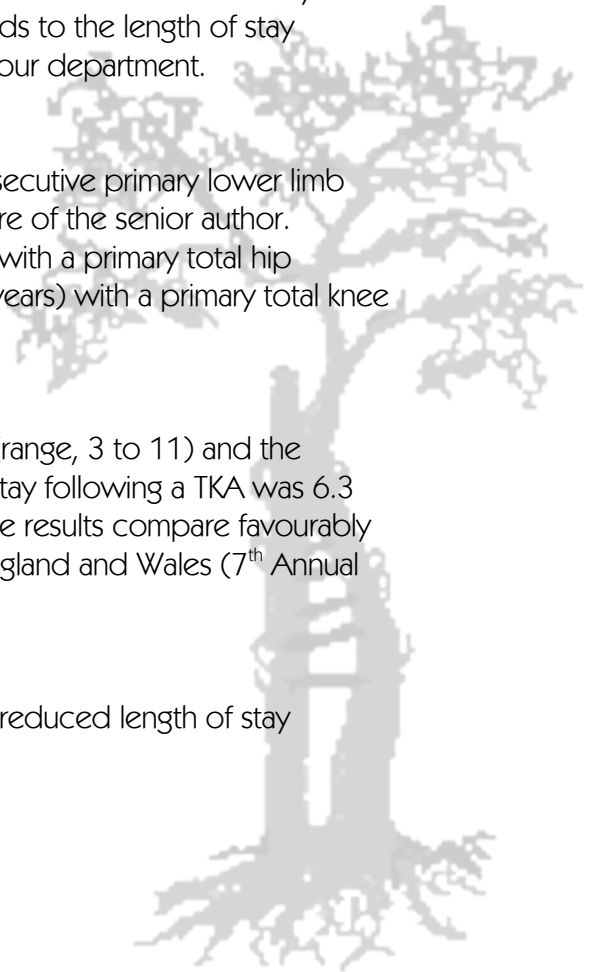 ds to the length of stay
our department.
secutive primary lower limb
re of the senior author.
with a primary total hip
years) with a primary total knee
range, 3 to 11) and the
tay following a TKA was 6.3
e results compare favourably
gland and Wales (7th Annual
reduced length of stay